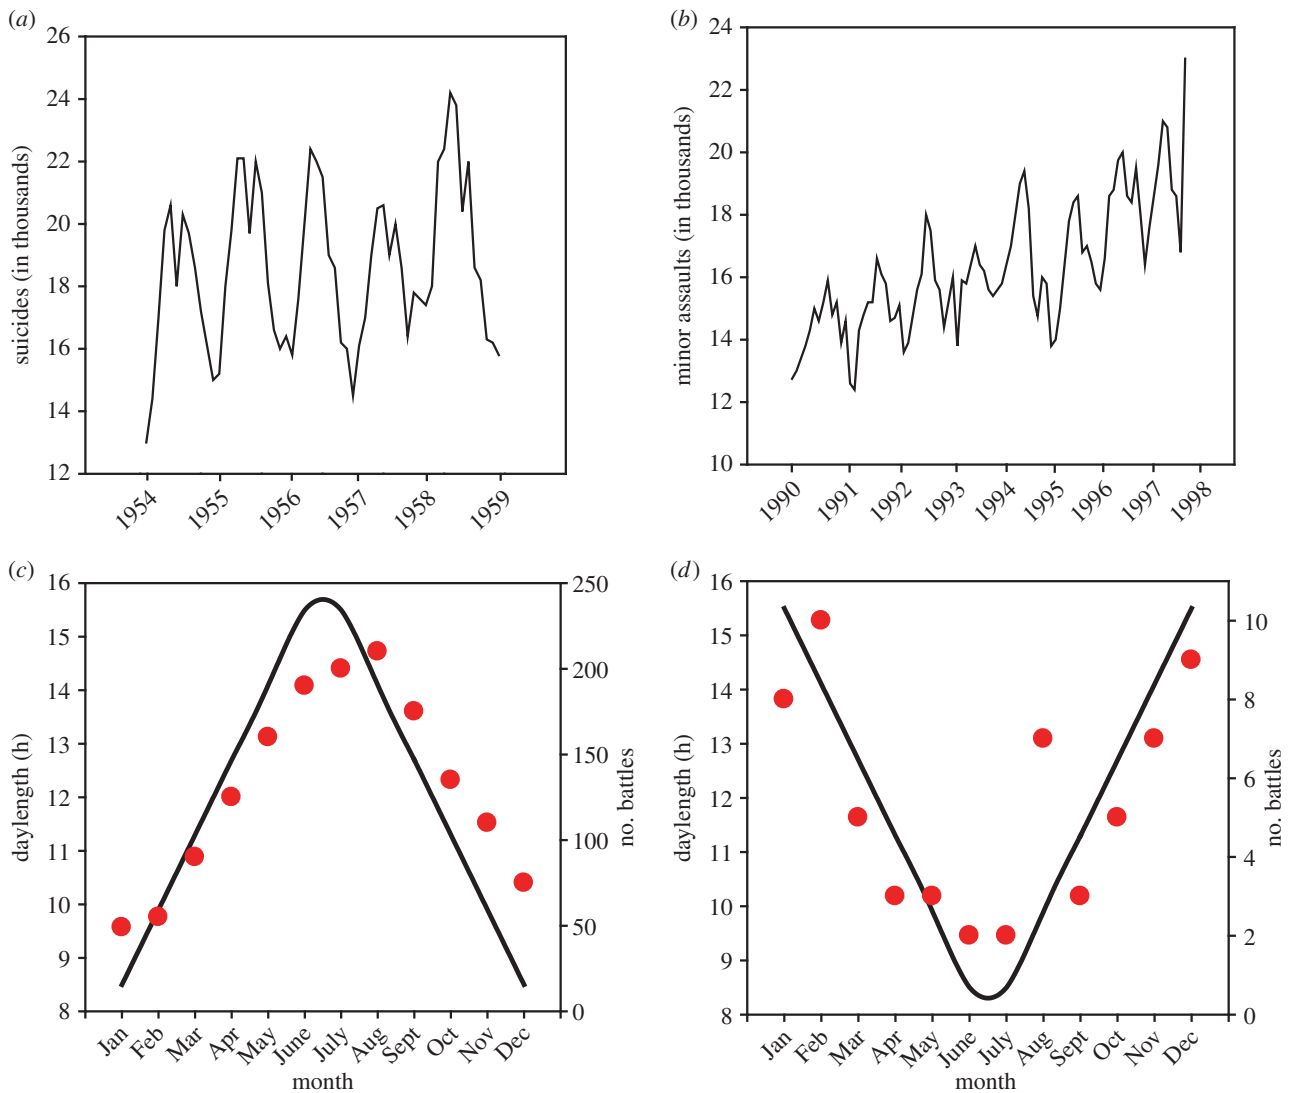 (a)
26
24
22
20
18
16
14
12
suicides (in thousands)
1954
1955
1956
1957
1958
1959
(b)
24
22
20
18
16
14
12
10
minor assaults (in thousands)
1990
1991
1992
1993
1994
1995
1996
1997
1998
(c)
16
15
14
13
12
11
10
9
8
daylength (h)
250
200
150
100
50
0
no. battles
Jan
Feb
Mar
Apr
May
June
July
Aug
Sept
Oct
Nov
Dec
month
(d)
16
15
14
13
12
11
10
9
8
daylength (h)
10
8
6
4
2
0
no. battles
Jan
Feb
Mar
Apr
May
June
July
Aug
Sept
Oct
Nov
Dec
month